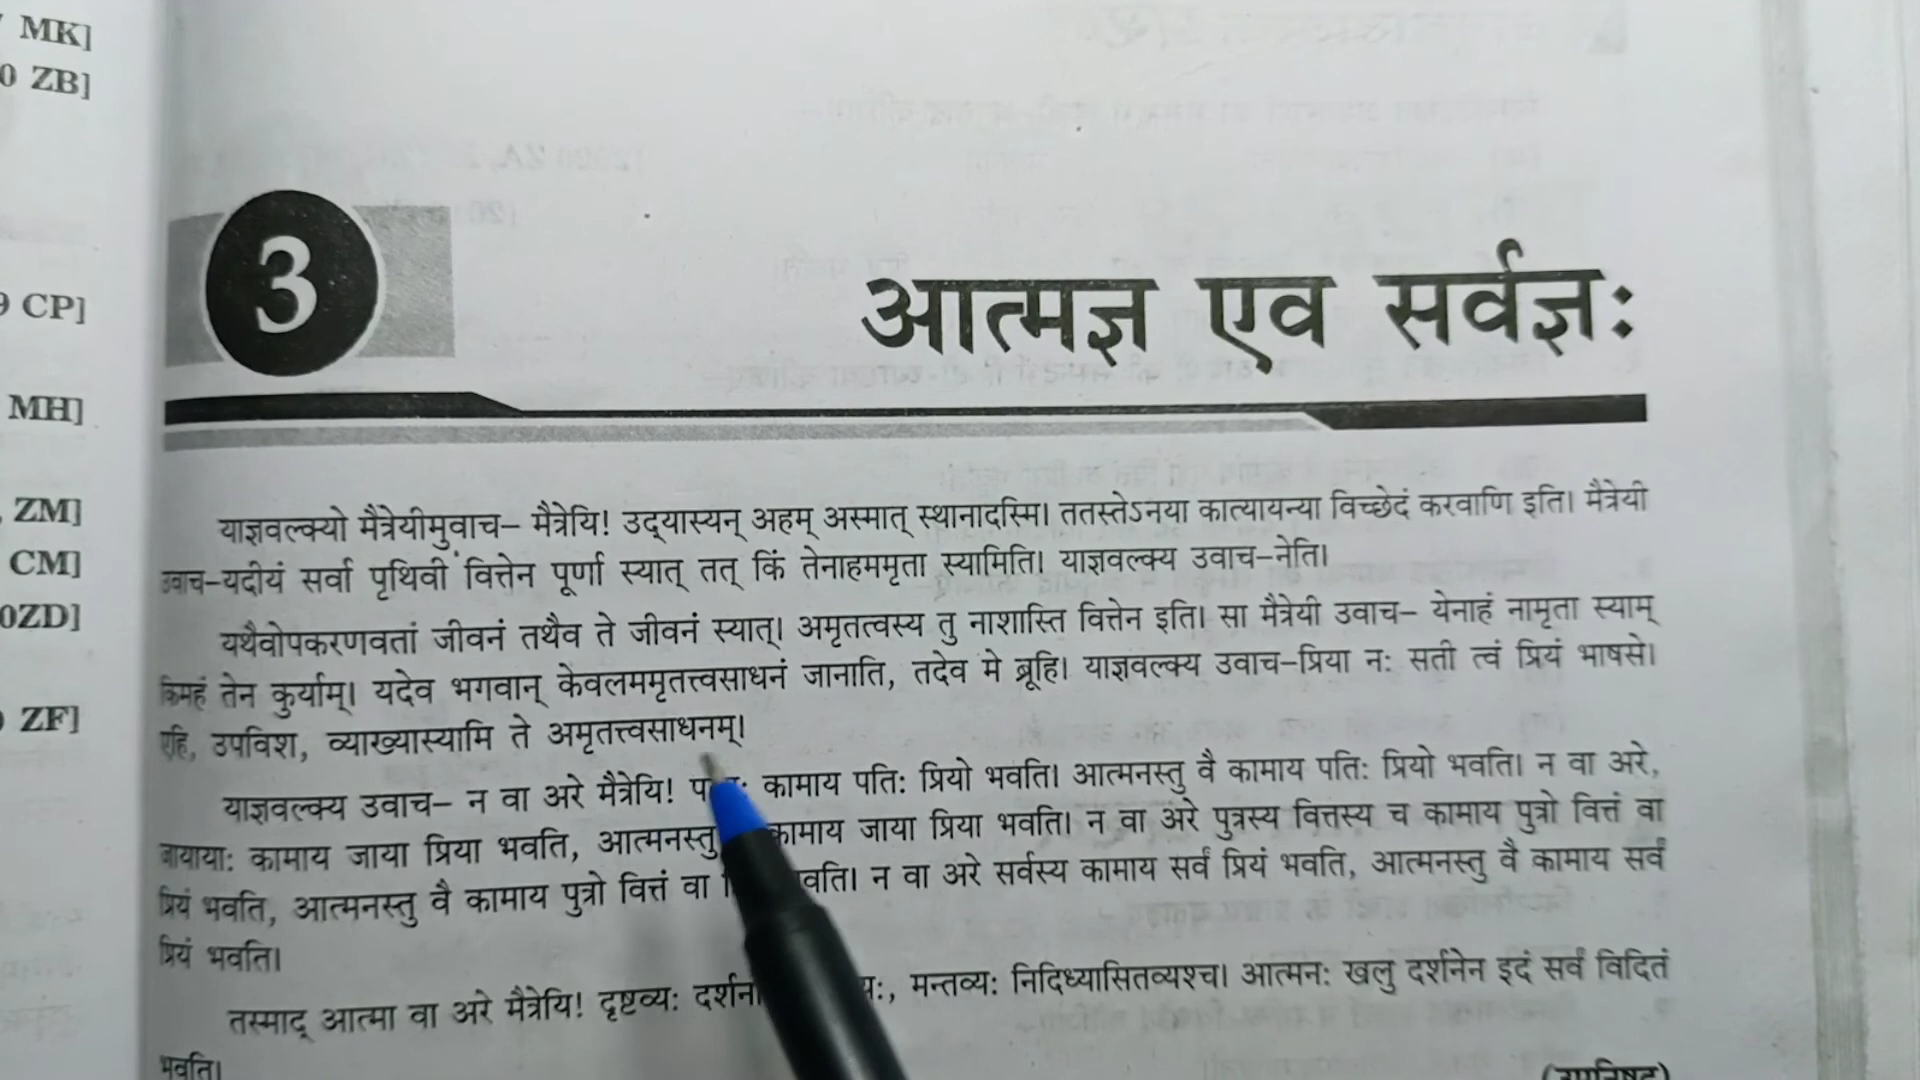 MK]
0 ZB]
9 CP]
MH]
ZM]
CM]
0ZD]
ZF]
3
आत्मज्ञ एव सर्वज्ञः
याज्ञवल्क्यो मैत्रेयीमुवाच– मैत्रेयि! उद्यास्यन् अहम् अस्मात् स्थानादस्मि। ततस्तेऽनया कात्यायन्या विच्छेदं करवाणि इति। मैत्रेयी
उवाच–यदीयं सर्वा पृथिवी वित्तेन पूर्णा स्यात् तत् किं तेनाहममृता स्यामिति। याज्ञवल्क्य उवाच–नेति।
यथैवोपकरणवतां जीवनं तथैव ते जीवनं स्यात्। अमृतत्वस्य तु नाशास्ति वित्तेन इति। सा मैत्रेयी उवाच– येनाहं नामृता स्याम्
किमहं तेन कुर्याम्। यदेव भगवान् केवलममृतत्त्वसाधनं जानाति, तदेव मे ब्रूहि। याज्ञवल्क्य उवाच–प्रिया नः सती त्वं प्रियं भाषसे।
एहि, उपविश, व्याख्यास्यामि ते अमृतत्त्वसाधनम्।
याज्ञवल्क्य उवाच– न वा अरे मैत्रेयि! कामाय पतिः प्रियो भवति। आत्मनस्तु वै कामाय पतिः प्रियो भवति। न वा अरे,
जायायाः कामाय जाया प्रिया भवति, आत्मनस्तु कामाय जाया प्रिया भवति। न वा अरे पुत्रस्य वित्तस्य च कामाय पुत्रो वित्तं वा
प्रियं भवति, आत्मनस्तु वै कामाय पुत्रो वित्तं वा न वा अरे सर्वस्य कामाय सर्वं प्रियं भवति, आत्मनस्तु वै कामाय सर्वं
प्रियं भवति।
तस्माद् आत्मा वा अरे मैत्रेयि! दृष्टव्यः मन्तव्यः निदिध्यासितव्यश्च। आत्मनः खलु दर्शनेन इदं सर्वं विदितं
भवति।